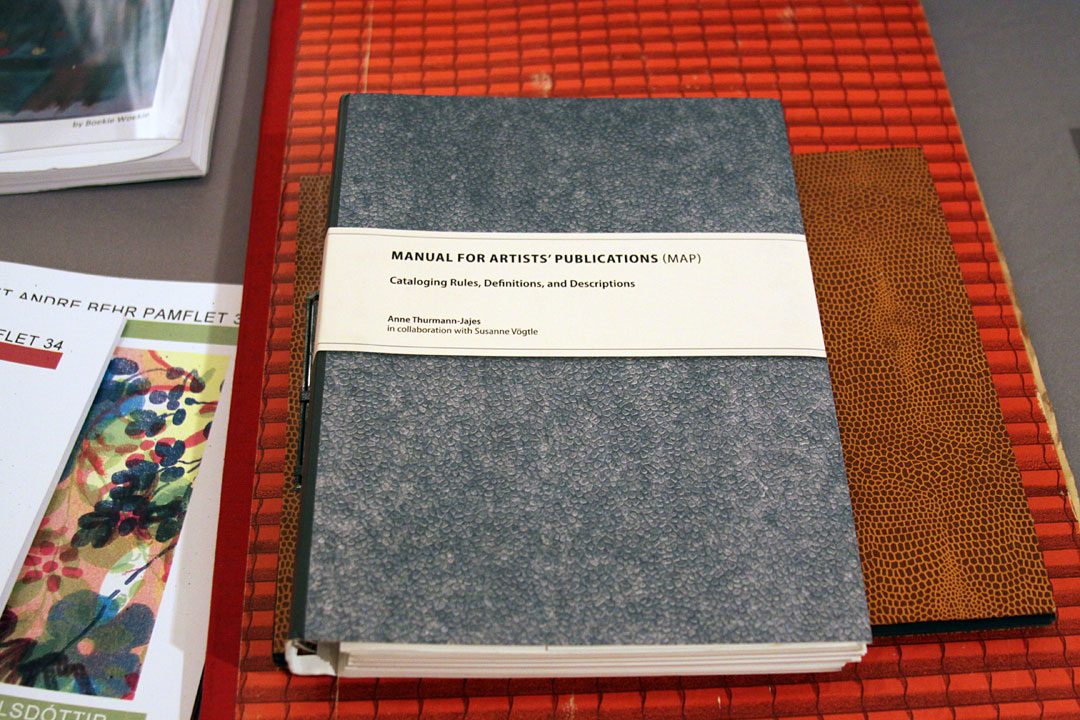 by Boekie Woekie
MANUAL FOR ARTISTS' PUBLICATIONS (MAP)
Cataloging Rules, Definitions, and Descriptions
Anne Thurmann-Jajes
in collaboration with Susanne Vögtle
ANDRE BEHR PAMFLET
FLET 34
LSDÓTTIR